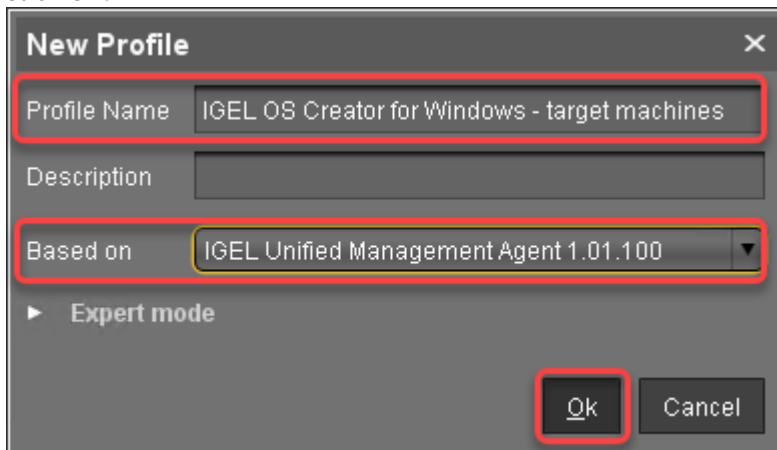 New Profile
Profile Name IGEL OS Creator for Windows - target machines
Description
Based on IGEL Unified Management Agent 1.01.100
Expert mode
Ok Cancel